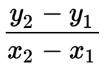 y₂ − y₁
x₂ − x₁